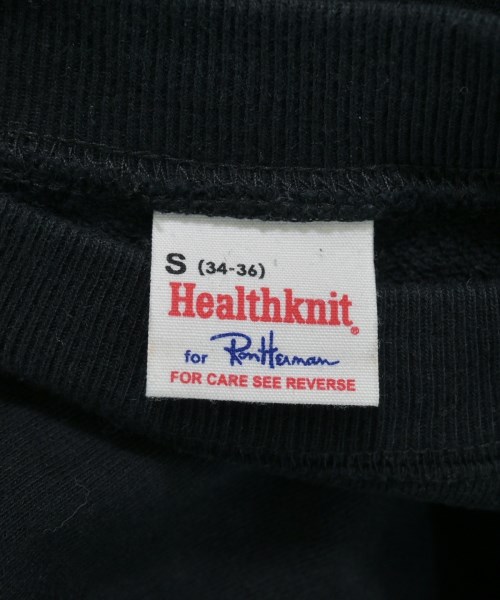 S (34-36)
Healthknit®
for Ron Herman
FOR CARE SEE REVERSE